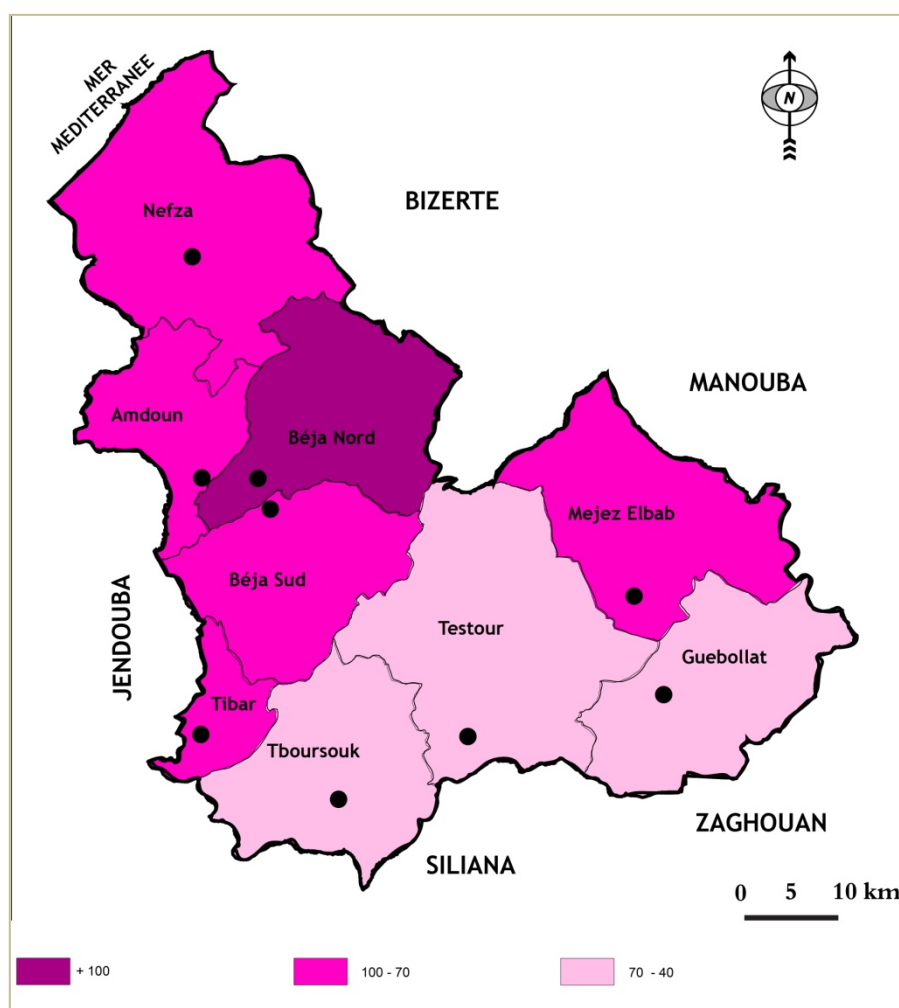 MER
MEDITERRANEE
N
BIZERTE
Nefza
MANOUBA
Amdoun
Béja Nord
Mejez Elbab
Béja Sud
Testour
JENDOUBA
Guebollat
Tibar
Tboursouk
ZAGHOUAN
SILIANA
0 5 10 km
+ 100
100 - 70
70 - 40